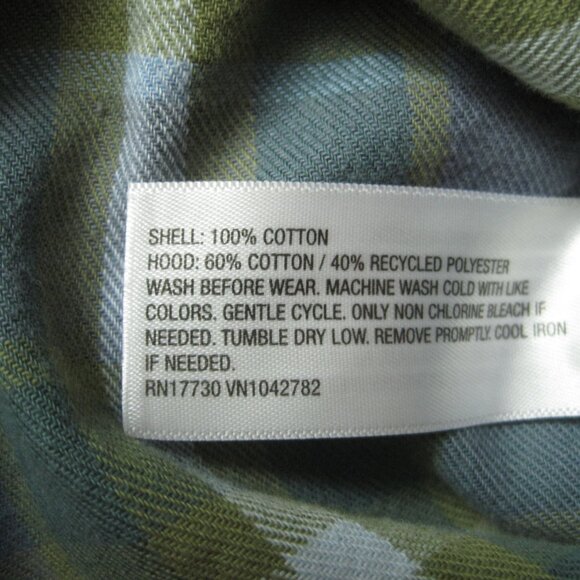 SHELL: 100% COTTON
HOOD: 60% COTTON / 40% RECYCLED POLYESTER
WASH BEFORE WEAR. MACHINE WASH COLD WITH LIKE
COLORS. GENTLE CYCLE. ONLY NON CHLORINE BLEACH IF
NEEDED. TUMBLE DRY LOW. REMOVE PROMPTLY. COOL IRON
IF NEEDED.
RN17730 VN1042782